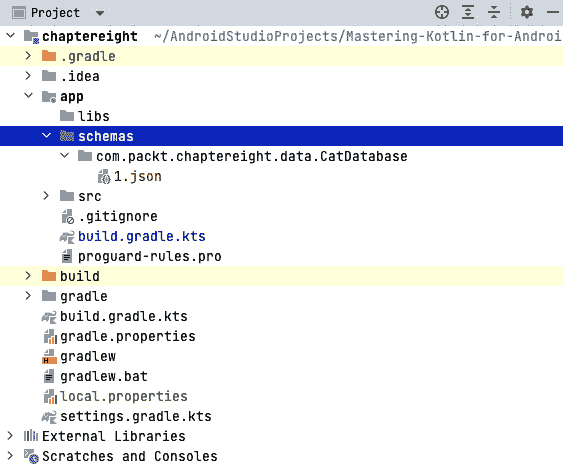 Project
chaptereight ~/AndroidStudioProjects/Mastering-Kotlin-for-Androi
.gradle
.idea
app
libs
schemas
com.packt.chaptereight.data.CatDatabase
1.json
src
.gitignore
build.gradle.kts
proguard-rules.pro
build
gradle
build.gradle.kts
gradle.properties
gradlew
gradlew.bat
local.properties
settings.gradle.kts
External Libraries
Scratches and Consoles